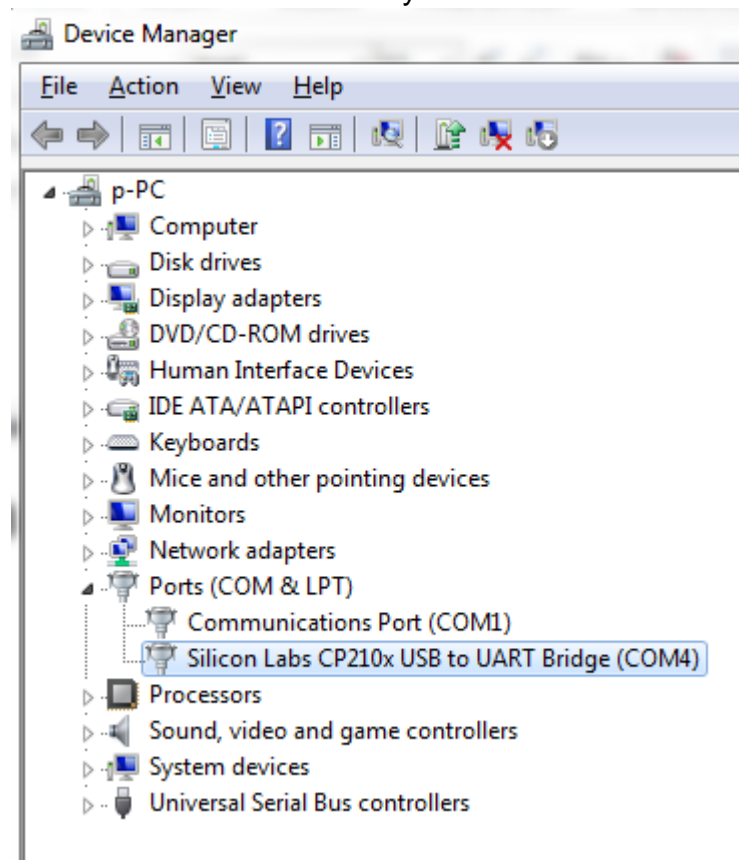 Device Manager
File Action View Help
p-PC
Computer
Disk drives
Display adapters
DVD/CD-ROM drives
Human Interface Devices
IDE ATA/ATAPI controllers
Keyboards
Mice and other pointing devices
Monitors
Network adapters
Ports (COM & LPT)
Communications Port (COM1)
Silicon Labs CP210x USB to UART Bridge (COM4)
Processors
Sound, video and game controllers
System devices
Universal Serial Bus controllers